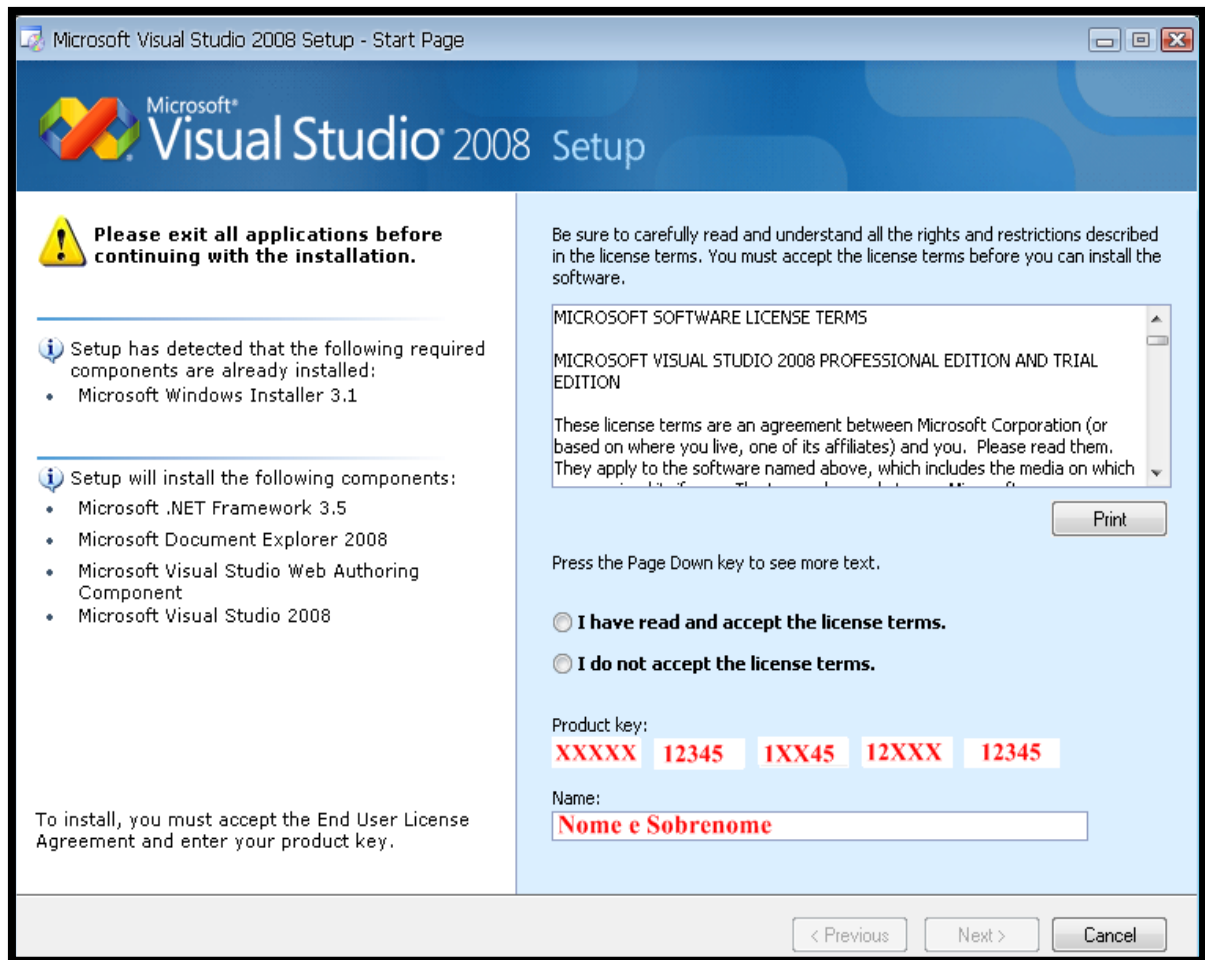 Microsoft Visual Studio 2008 Setup - Start Page
Microsoft®
Visual Studio® 2008 Setup
Please exit all applications before
continuing with the installation.
Setup has detected that the following required
components are already installed:
• Microsoft Windows Installer 3.1
Setup will install the following components:
• Microsoft .NET Framework 3.5
• Microsoft Document Explorer 2008
• Microsoft Visual Studio Web Authoring
Component
• Microsoft Visual Studio 2008
To install, you must accept the End User License
Agreement and enter your product key.
Be sure to carefully read and understand all the rights and restrictions described
in the license terms. You must accept the license terms before you can install the
software.
MICROSOFT SOFTWARE LICENSE TERMS
MICROSOFT VISUAL STUDIO 2008 PROFESSIONAL EDITION AND TRIAL
EDITION
These license terms are an agreement between Microsoft Corporation (or
based on where you live, one of its affiliates) and you. Please read them.
They apply to the software named above, which includes the media on which
Print
Press the Page Down key to see more text.
I have read and accept the license terms.
I do not accept the license terms.
Product key:
XXXXX 12345 1XX45 12XXX 12345
Name:
Nome e Sobrenome
< Previous Next > Cancel